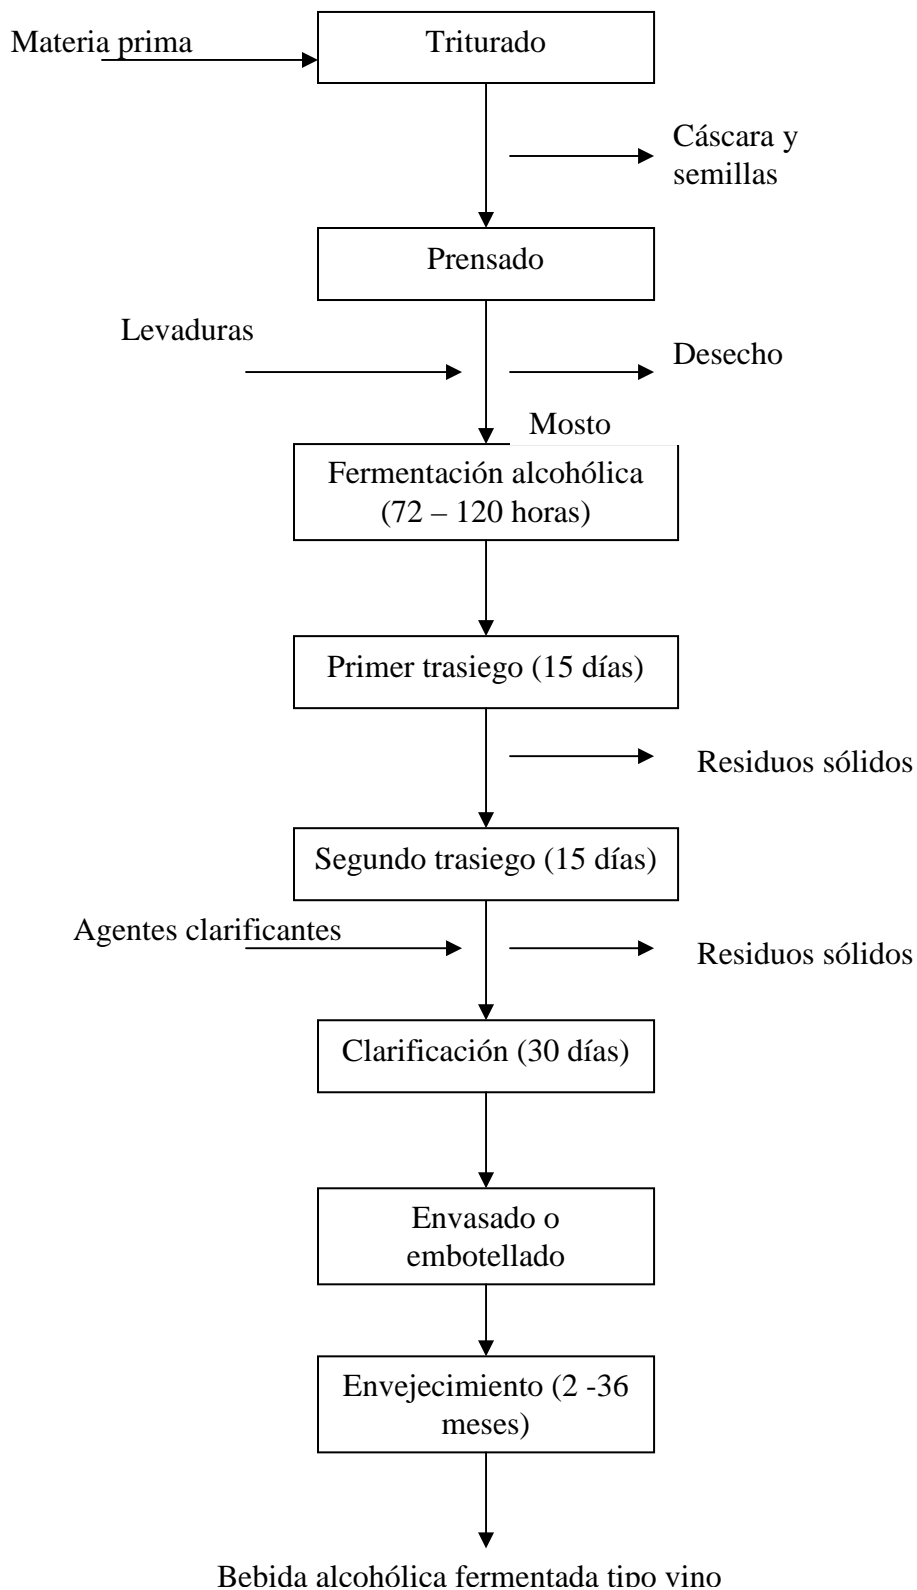 Materia prima
Triturado
Cáscara y
semillas
Prensado
Levaduras
Desecho
Mosto
Fermentación alcohólica
(72 – 120 horas)
Primer trasiego (15 días)
Residuos sólidos
Segundo trasiego (15 días)
Agentes clarificantes
Residuos sólidos
Clarificación (30 días)
Envasado o
embotellado
Envejecimiento (2 -36
meses)
Bebida alcohólica fermentada tipo vino